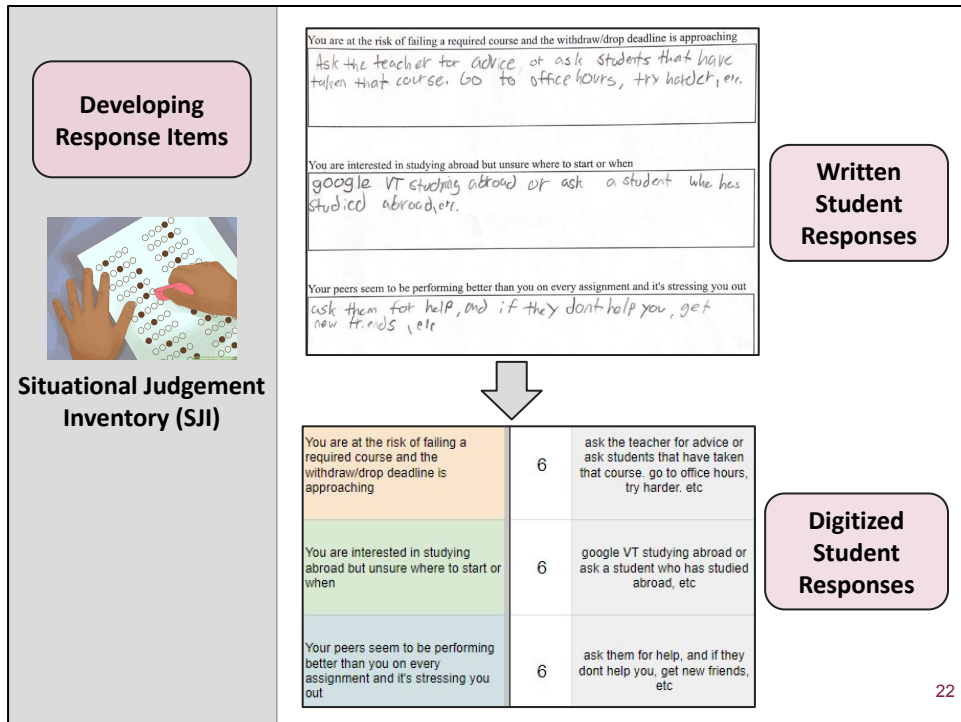 Developing
Response Items
Situational Judgement
Inventory (SJI)
You are at the risk of failing a required course and the withdraw/drop deadline is approaching
Ask the teacher for advice or ask students that have
taken that course. Go to office hours, try harder, etc.
You are interested in studying abroad but unsure where to start or when
google VT studying abroad or ask a student who has
studied abroad, etc.
Your peers seem to be performing better than you on every assignment and it's stressing you out
ask them for help, and if they dont help you, get
new friends, etc
Written
Student
Responses
You are at the risk of failing a
required course and the
withdraw/drop deadline is
approaching
6
ask the teacher for advice or
ask students that have taken
that course. go to office hours,
try harder. etc
You are interested in studying
abroad but unsure where to start or
when
6
google VT studying abroad or
ask a student who has studied
abroad, etc
Your peers seem to be performing
better than you on every
assignment and it's stressing you
out
6
ask them for help, and if they
dont help you, get new friends,
etc
Digitized
Student
Responses
22